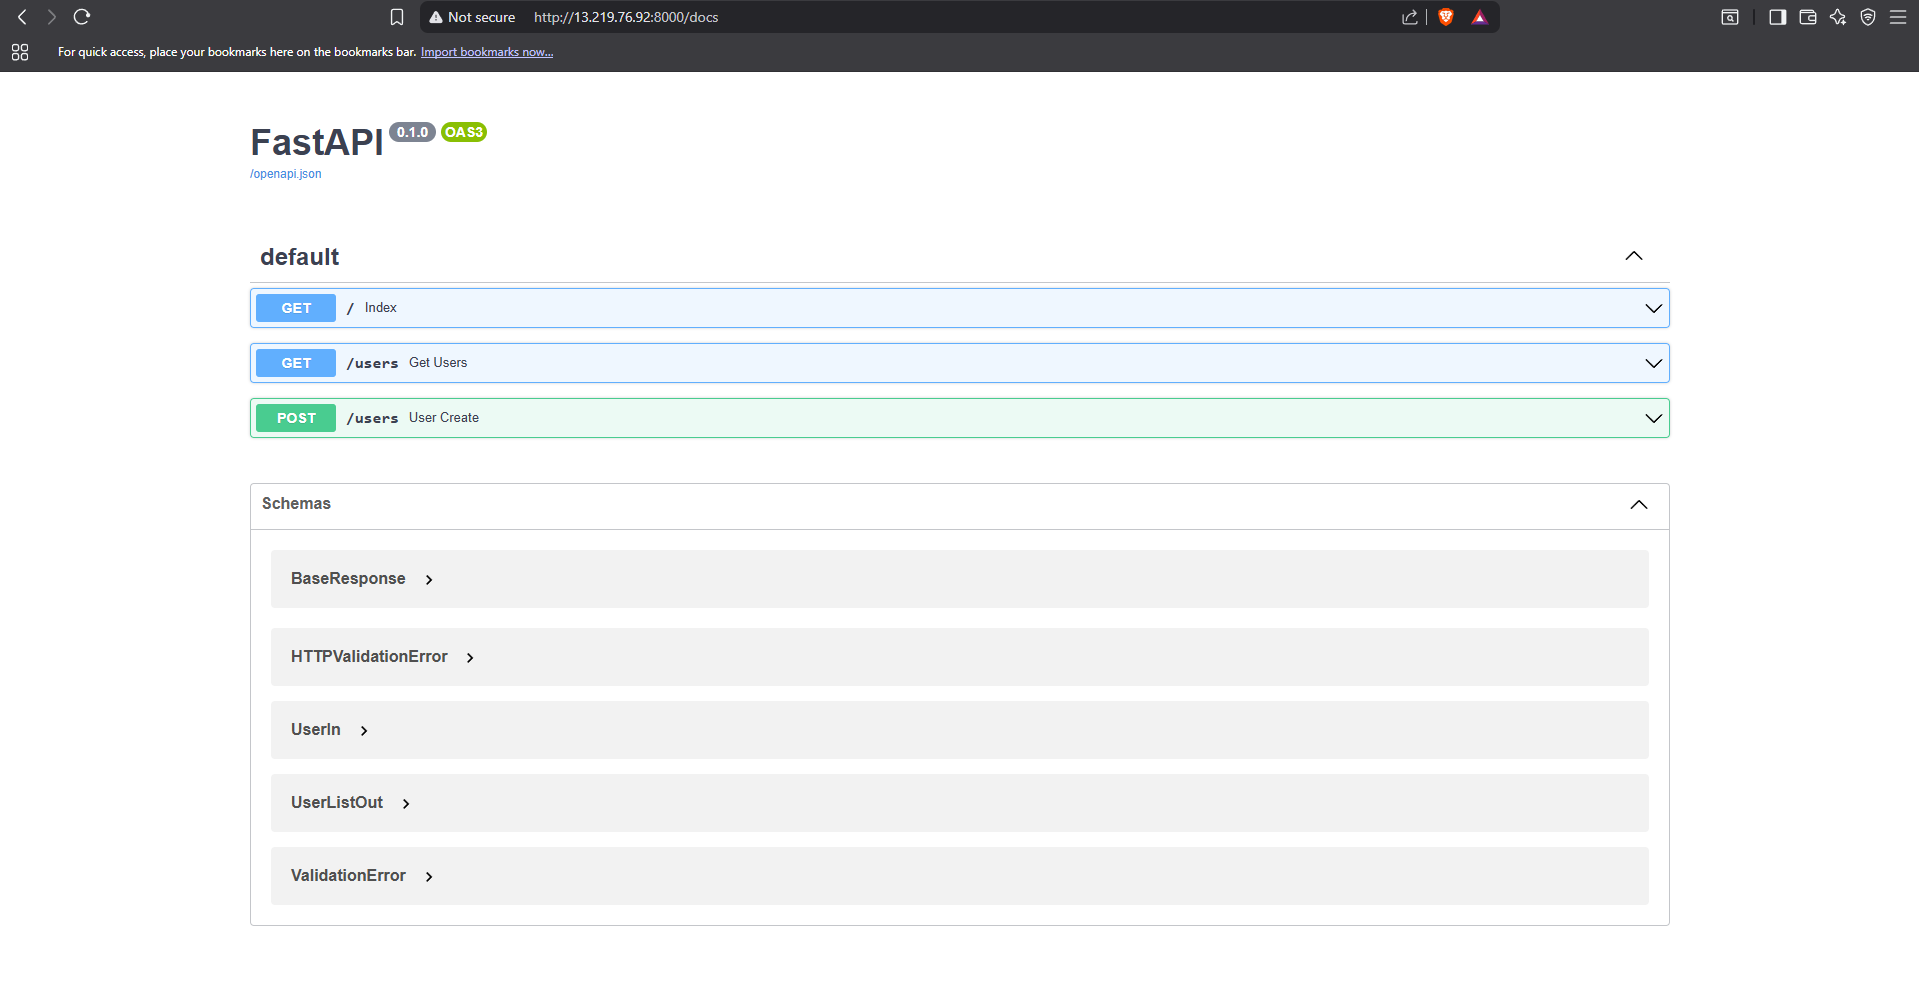 Not secure http://13.219.76.92:8000/docs
For quick access, place your bookmarks here on the bookmarks bar. Import bookmarks now...
FastAPI 0.1.0 OAS3
/openapi.json
default
GET / Index
GET /users Get Users
POST /users User Create
Schemas
BaseResponse
HTTPValidationError
UserIn
UserListOut
ValidationError